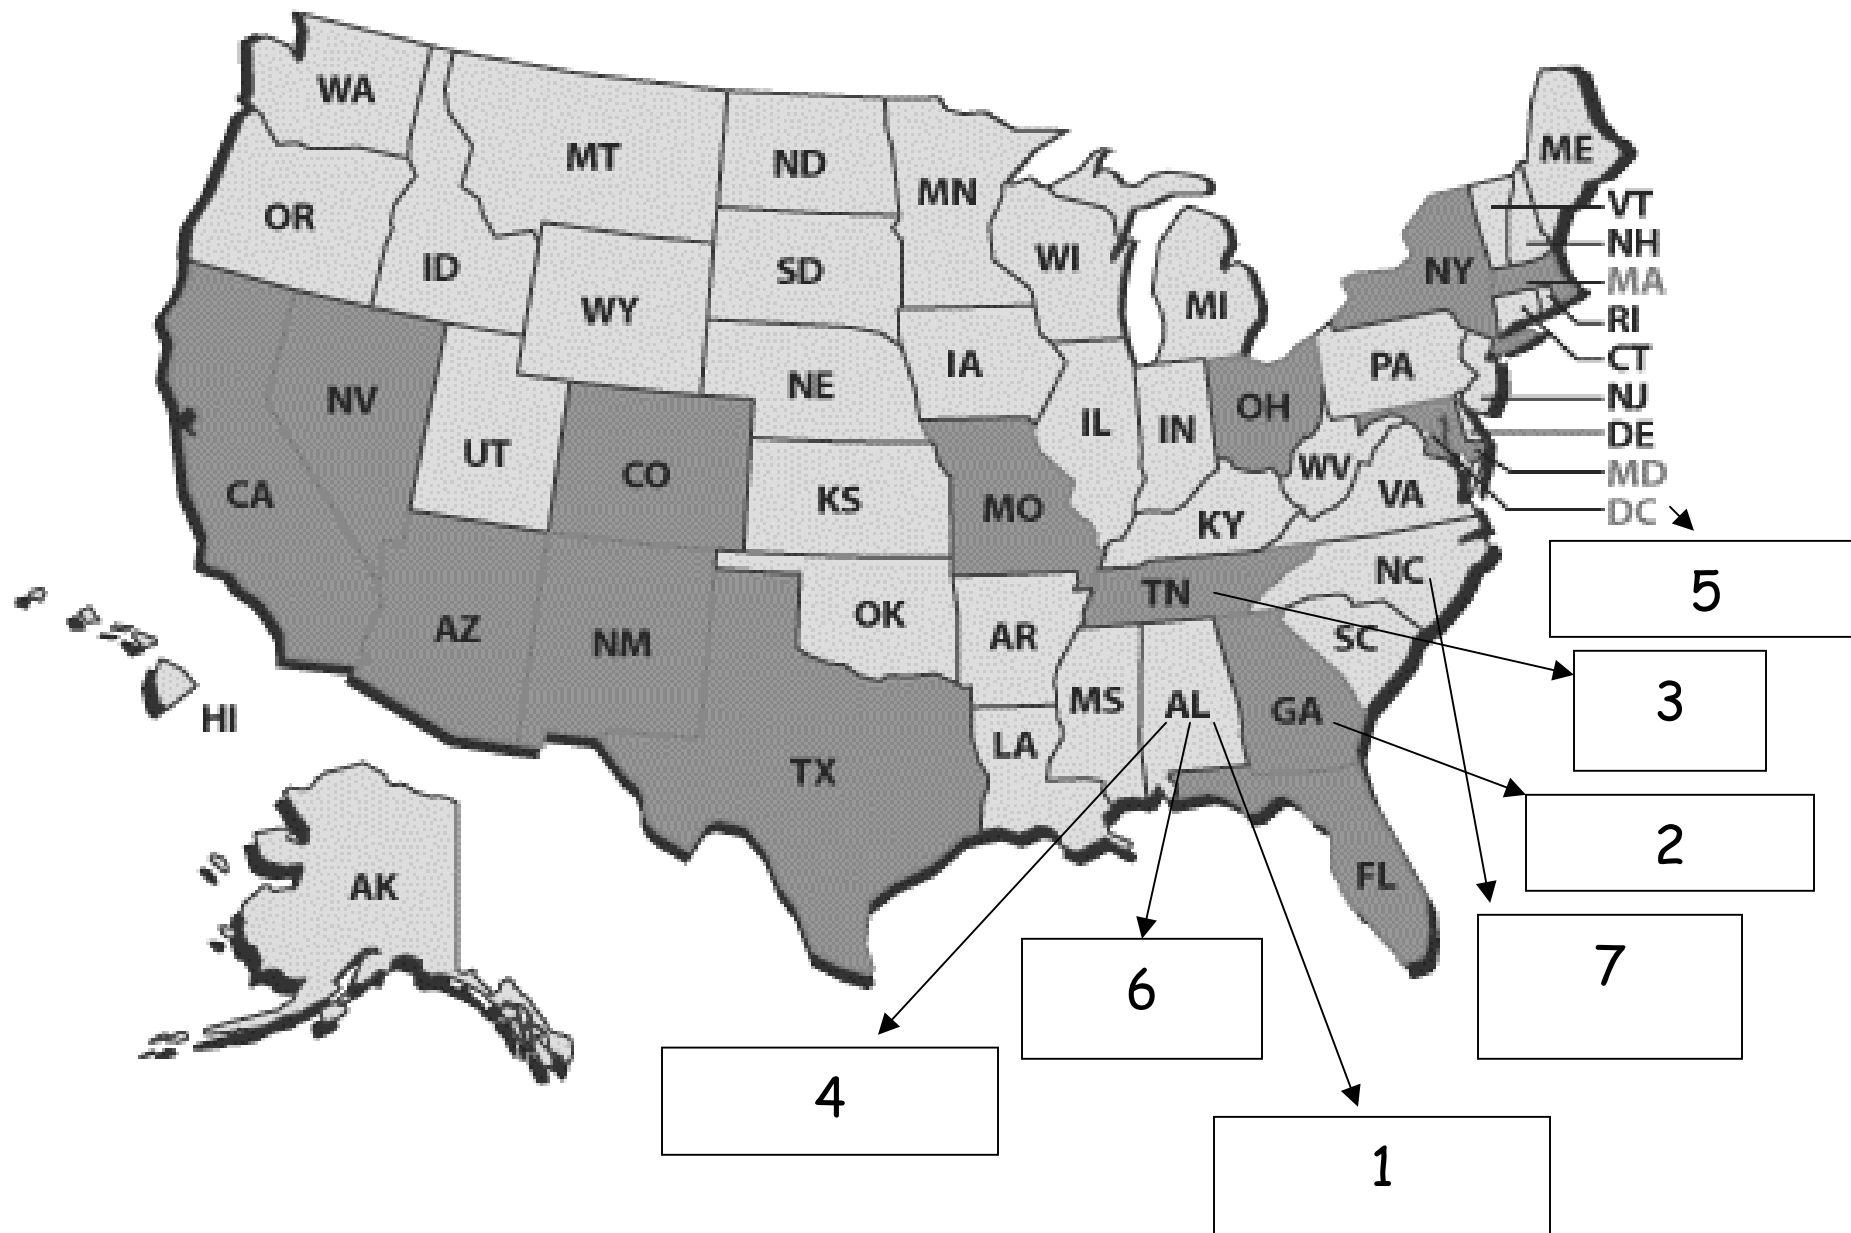 WA
MT
ND
MN
ME
OR
ID
SD
WI
MI
NY
VT
NH
MA
RI
CT
NJ
DE
MD
DC
WY
IA
PA
NE
NV
UT
CO
IL
IN
OH
WV
VA
CA
KS
MO
KY
NC
TN
5
AZ
NM
OK
AR
SC
3
HI
MS
AL
GA
LA
TX
2
AK
FL
7
6
4
1